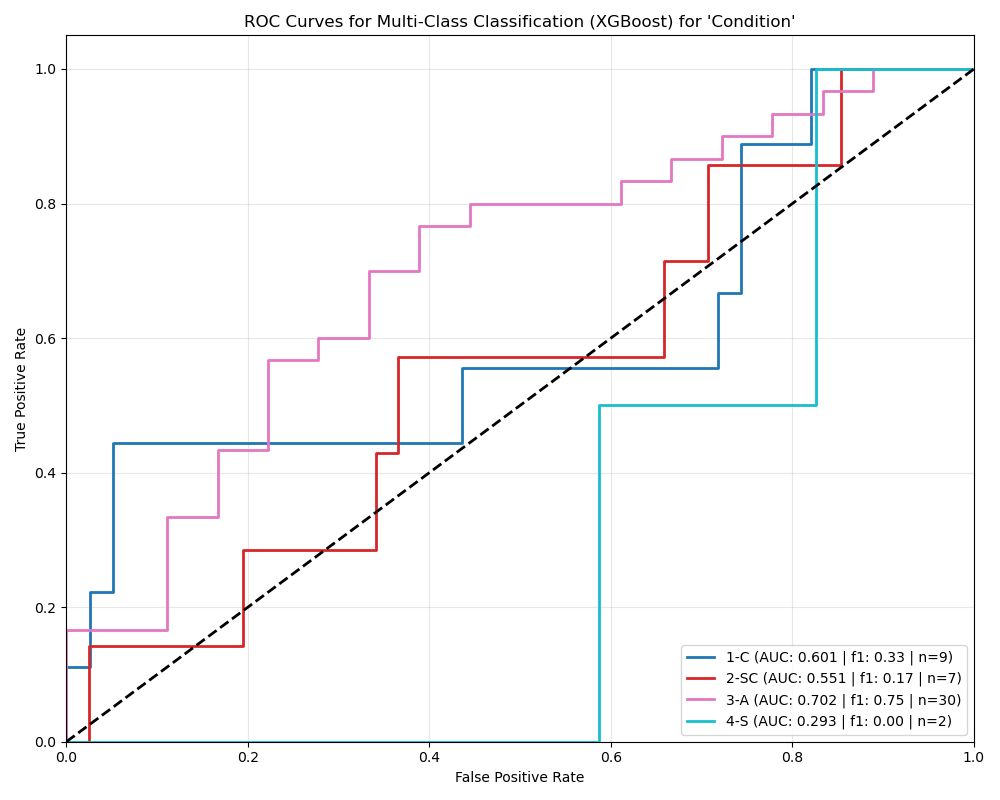 ROC Curves for Multi-Class Classification (XGBoost) for 'Condition'
True Positive Rate
1.0
0.8
0.6
0.4
0.2
0.0
0.0 0.2 0.4 0.6 0.8 1.0
False Positive Rate
1-C (AUC: 0.601 | f1: 0.33 | n=9)
2-SC (AUC: 0.551 | f1: 0.17 | n=7)
3-A (AUC: 0.702 | f1: 0.75 | n=30)
4-S (AUC: 0.293 | f1: 0.00 | n=2)